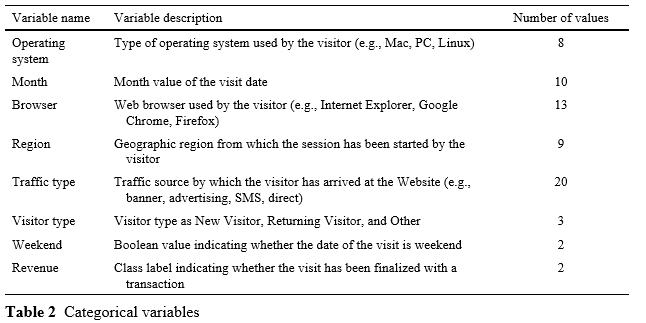 Variable name Variable description Number of values
Operating system Type of operating system used by the visitor (e.g., Mac, PC, Linux) 8
Month Month value of the visit date 10
Browser Web browser used by the visitor (e.g., Internet Explorer, Google
Chrome, Firefox) 13
Region Geographic region from which the session has been started by the
visitor 9
Traffic type Traffic source by which the visitor has arrived at the Website (e.g.,
banner, advertising, SMS, direct) 20
Visitor type Visitor type as New Visitor, Returning Visitor, and Other 3
Weekend Boolean value indicating whether the date of the visit is weekend 2
Revenue Class label indicating whether the visit has been finalized with a
transaction 2
Table 2 Categorical variables